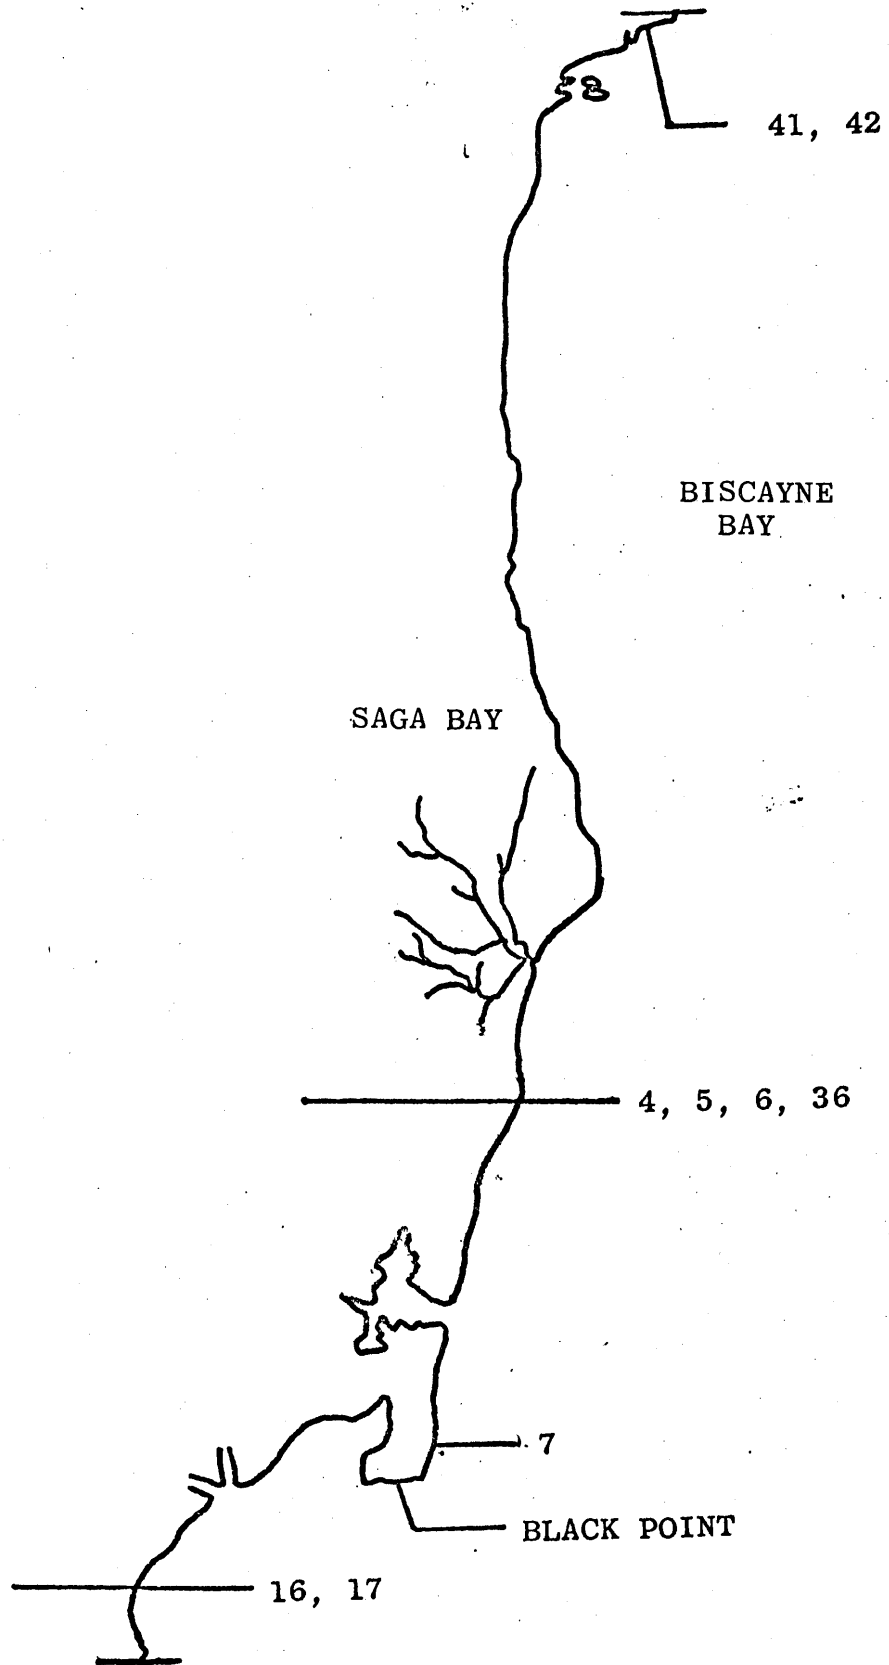 41, 42
BISCAYNE
BAY
SAGA BAY
4, 5, 6, 36
7
BLACK POINT
16, 17